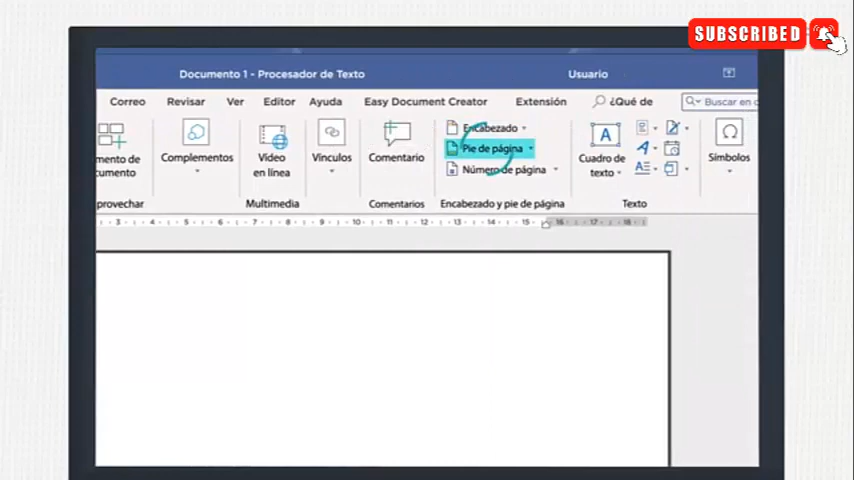 SUBSCRIBED
Documento 1 - Procesador de Texto
Usuario
Correo Revisar Ver Editor Ayuda Easy Document Creator Extensión ¿Qué de Buscar en
mento de
cumento
Complementos
Vídeo
en línea
Vínculos
Comentario
Encabezado
Pie de página
Número de página
A
Cuadro de
texto
Símbolos
provechar
Multimedia
Comentarios
Encabezado y pie de página
Texto
3 4 5 6 7 8 9 10 11 12 13 14 15 16 17 18